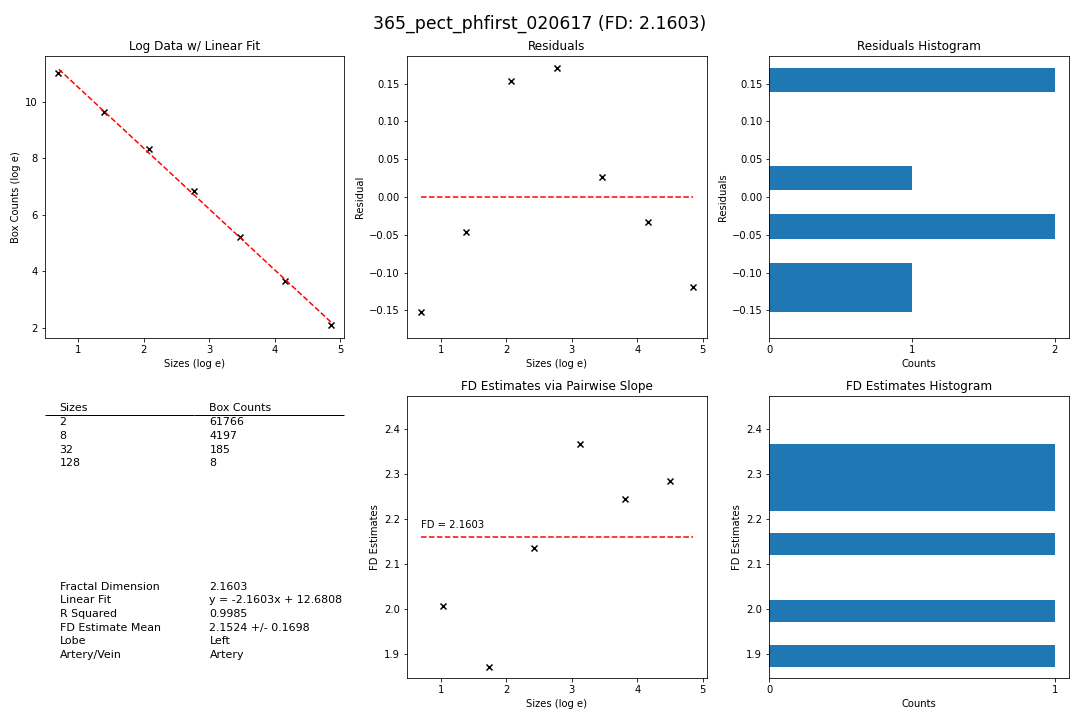 365_pect_phfirst_020617 (FD: 2.1603)
Log Data w/ Linear Fit
Box Counts (log e)
10
8
6
4
2
1 2 3 4 5
Sizes (log e)
Residuals
Residual
0.15
0.10
0.05
0.00
−0.05
−0.10
−0.15
1 2 3 4 5
Sizes (log e)
Residuals Histogram
Residuals
0.15
0.10
0.05
0.00
−0.05
−0.10
−0.15
0 1 2
Counts
Sizes Box Counts
2 61766
8 4197
32 185
128 8
Fractal Dimension 2.1603
Linear Fit y = -2.1603x + 12.6808
R Squared 0.9985
FD Estimate Mean 2.1524 +/- 0.1698
Lobe Left
Artery/Vein Artery
FD Estimates via Pairwise Slope
FD Estimates
2.4
2.3
2.2
2.1
2.0
1.9
FD = 2.1603
1 2 3 4 5
Sizes (log e)
FD Estimates Histogram
FD Estimates
2.4
2.3
2.2
2.1
2.0
1.9
0 1
Counts